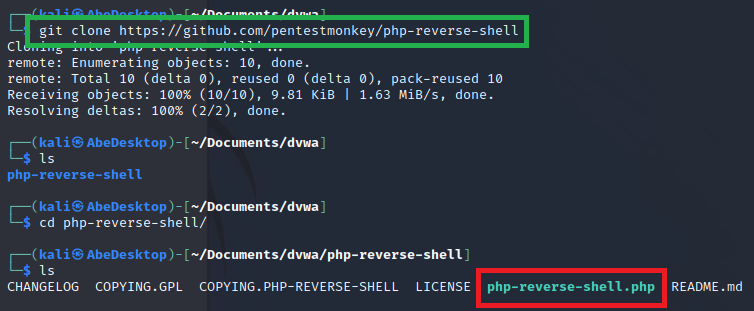 ┌──(kali㉿AbeDesktop)-[~/Documents/dvwa]
└─$ git clone https://github.com/pentestmonkey/php-reverse-shell
Cloning into 'php-reverse-shell'...
remote: Enumerating objects: 10, done.
remote: Total 10 (delta 0), reused 0 (delta 0), pack-reused 10
Receiving objects: 100% (10/10), 9.81 KiB | 1.63 MiB/s, done.
Resolving deltas: 100% (2/2), done.
┌──(kali㉿AbeDesktop)-[~/Documents/dvwa]
└─$ ls
php-reverse-shell
┌──(kali㉿AbeDesktop)-[~/Documents/dvwa]
└─$ cd php-reverse-shell/
┌──(kali㉿AbeDesktop)-[~/Documents/dvwa/php-reverse-shell]
└─$ ls
CHANGELOG COPYING.GPL COPYING.PHP-REVERSE-SHELL LICENSE php-reverse-shell.php README.md